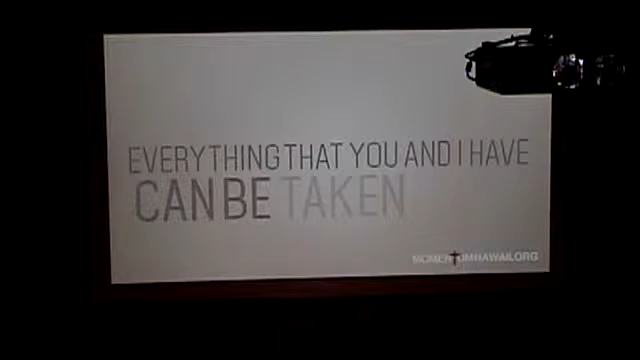 EVERYTHING THAT YOU AND I HAVE
CAN BE TAKEN
MOMENTUMHAWAII.ORG